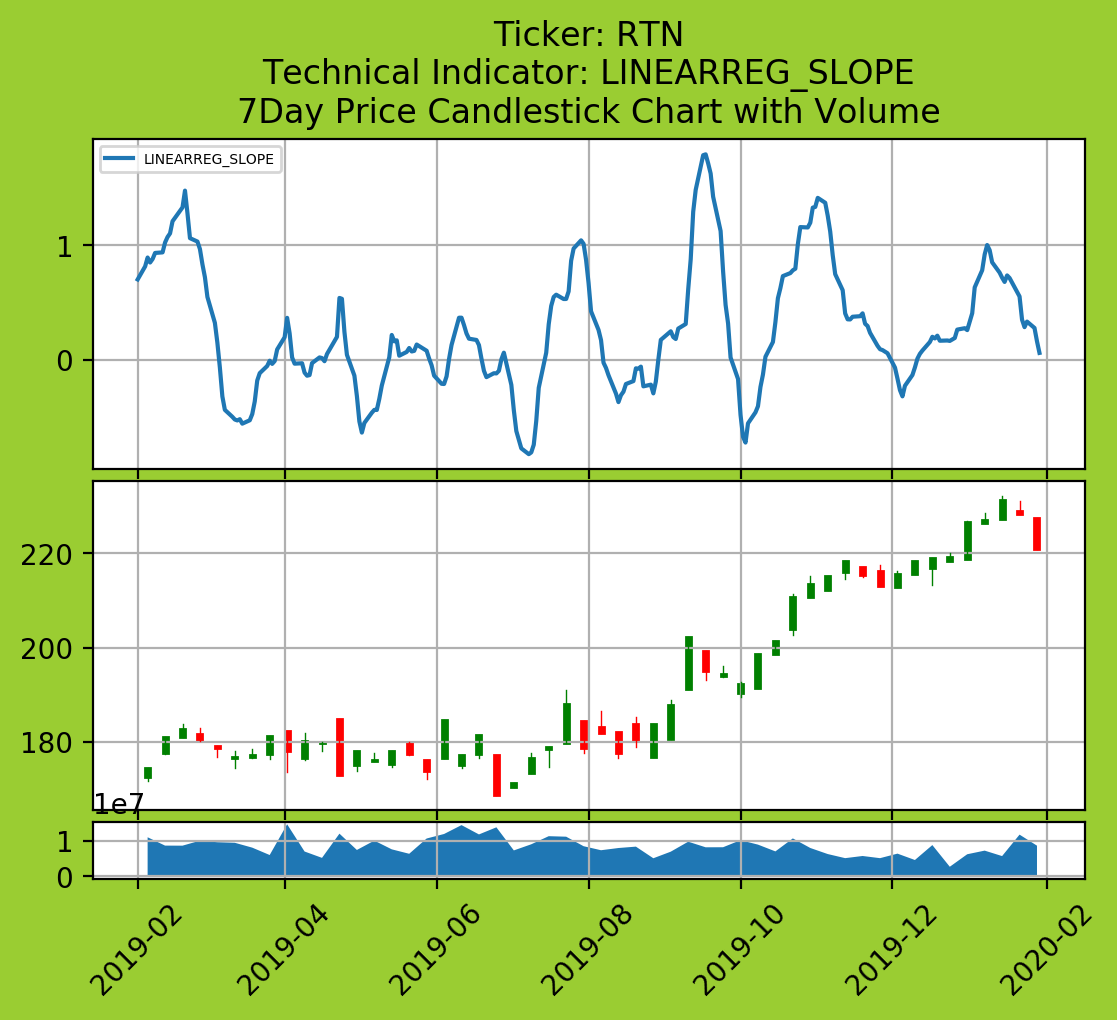 Ticker: RTN
Technical Indicator: LINEARREG_SLOPE
7Day Price Candlestick Chart with Volume
LINEARREG_SLOPE
1
0
220
200
180
1e7
1
0
2019-02
2019-04
2019-06
2019-08
2019-10
2019-12
2020-02